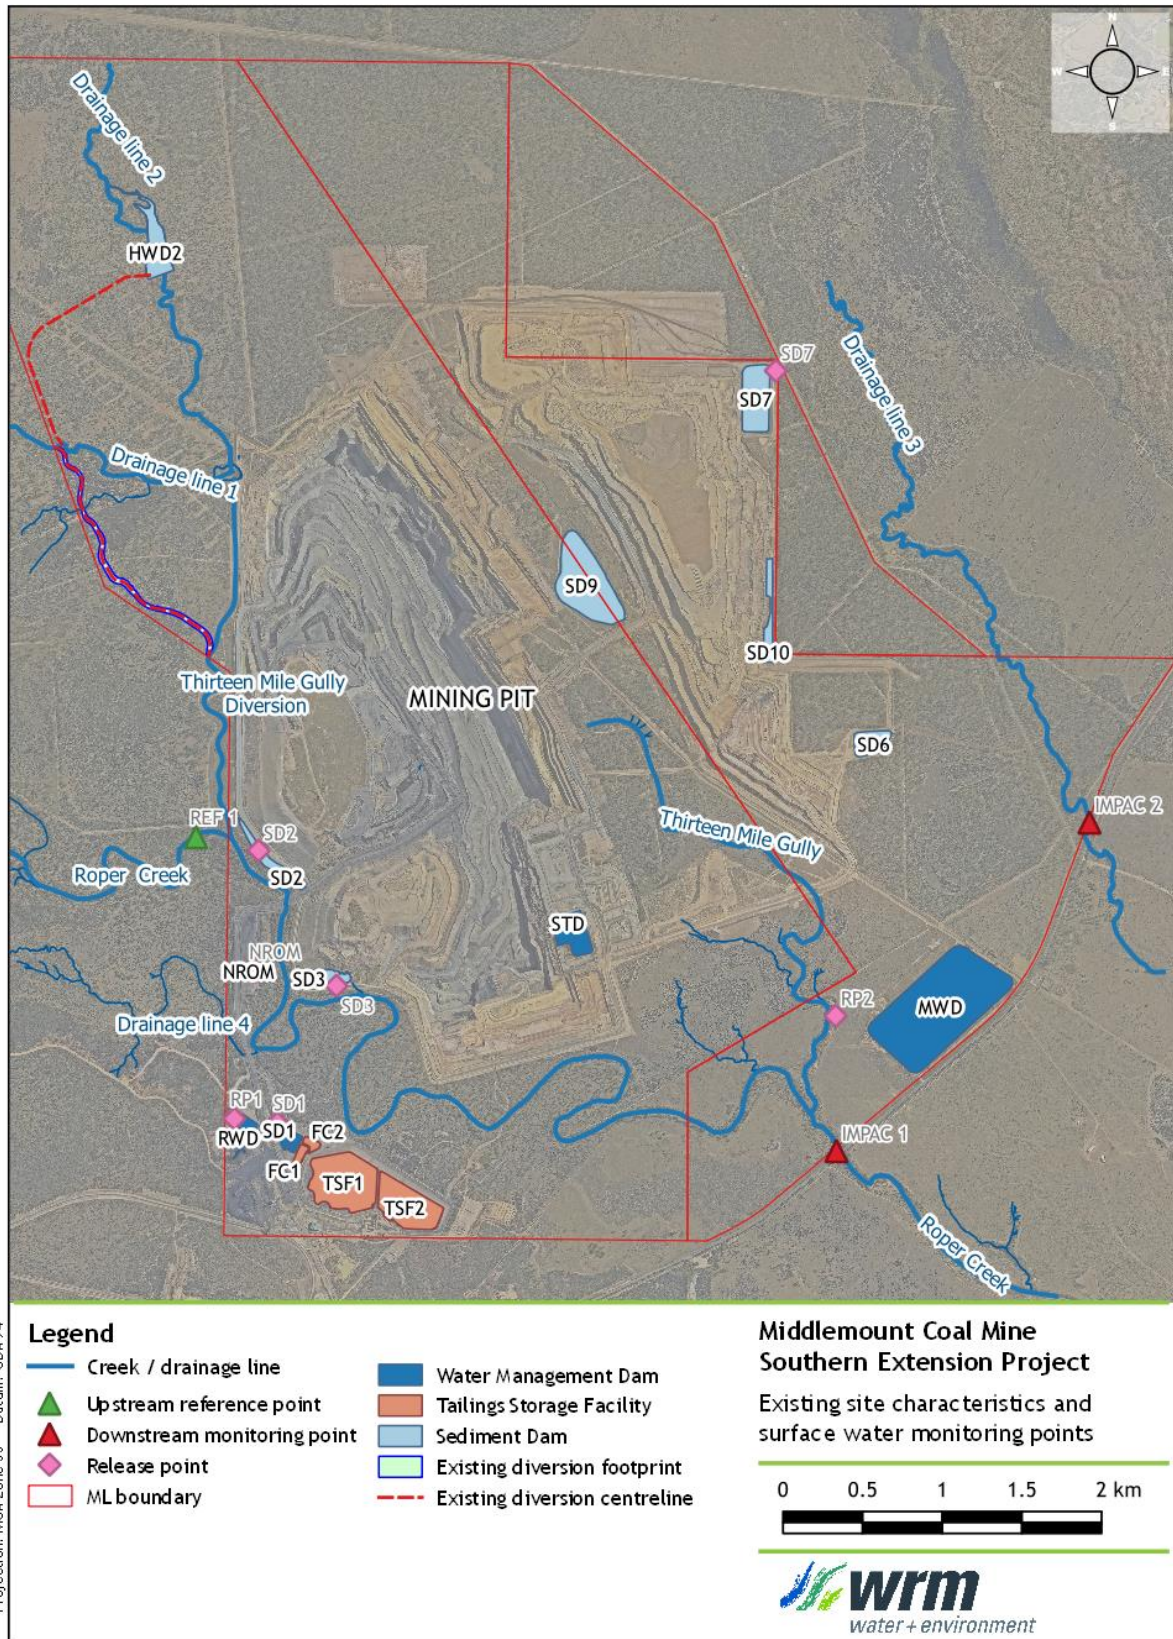 N
W
E
S
Drainage line 2
HWD2
SD7
SD7
Drainage line 3
Drainage line 1
SD9
SD10
Thirteen Mile Gully
Diversion
MINING PIT
SD6
IMPAC 2
REF 1
SD2
Thirteen Mile Gully
Roper Creek
SD2
STD
NROM
NROM
SD3
SD3
RP2
MWD
Drainage line 4
RP1
SD1
RWD
SD1
FC2
IMPAC 1
FC1
TSF1
TSF2
Roper Creek
Legend
Creek / drainage line
Upstream reference point
Downstream monitoring point
Release point
ML boundary
Water Management Dam
Tailings Storage Facility
Sediment Dam
Existing diversion footprint
Existing diversion centreline
Middlemount Coal Mine
Southern Extension Project
Existing site characteristics and
surface water monitoring points
0 0.5 1 1.5 2 km
wrm
water + environment